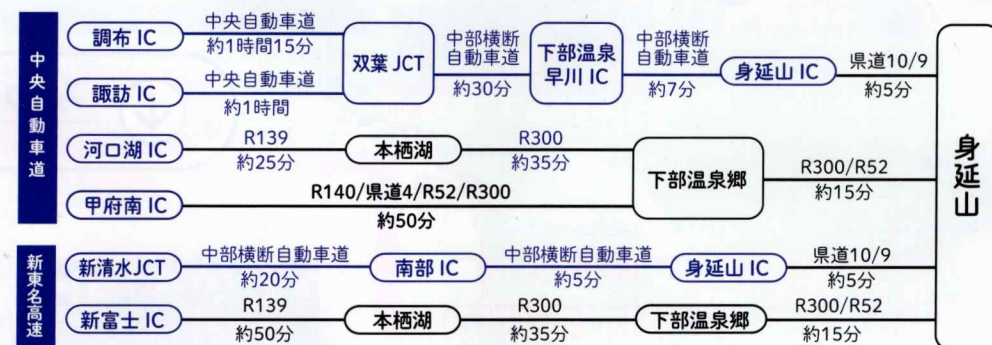 中央自動車道
調布 IC
中央自動車道
約1時間15分
双葉 JCT
中部横断
自動車道
約30分
下部温泉
早川 IC
中部横断
自動車道
約7分
身延山 IC
県道10/9
約5分
諏訪 IC
中央自動車道
約1時間
河口湖 IC
R139
約25分
本栖湖
R300
約35分
下部温泉郷
R300/R52
約15分
甲府南 IC
R140/県道4/R52/R300
約50分
身延山
新東名高速
新清水JCT
中部横断自動車道
約20分
南部 IC
中部横断自動車道
約5分
身延山 IC
県道10/9
約5分
新富士 IC
R139
約50分
本栖湖
R300
約35分
下部温泉郷
R300/R52
約15分